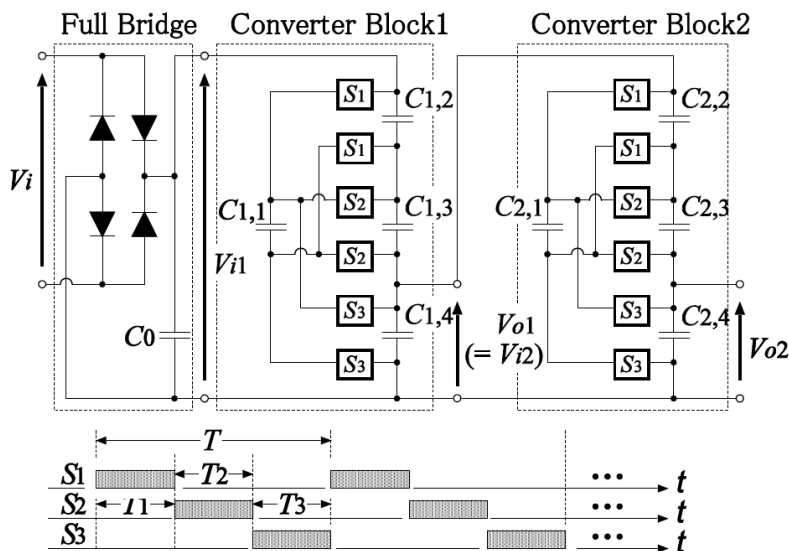 Full Bridge
Converter Block1
Converter Block2
Vi
C0
Vi1
S1
S1
S2
S2
S3
S3
C1,1
C1,2
C1,3
C1,4
Vo1
(= Vi2)
S1
S1
S2
S2
S3
S3
C2,1
C2,2
C2,3
C2,4
Vo2
T
S1
T2
••• t
S2
T1
T3
••• t
S3
••• t